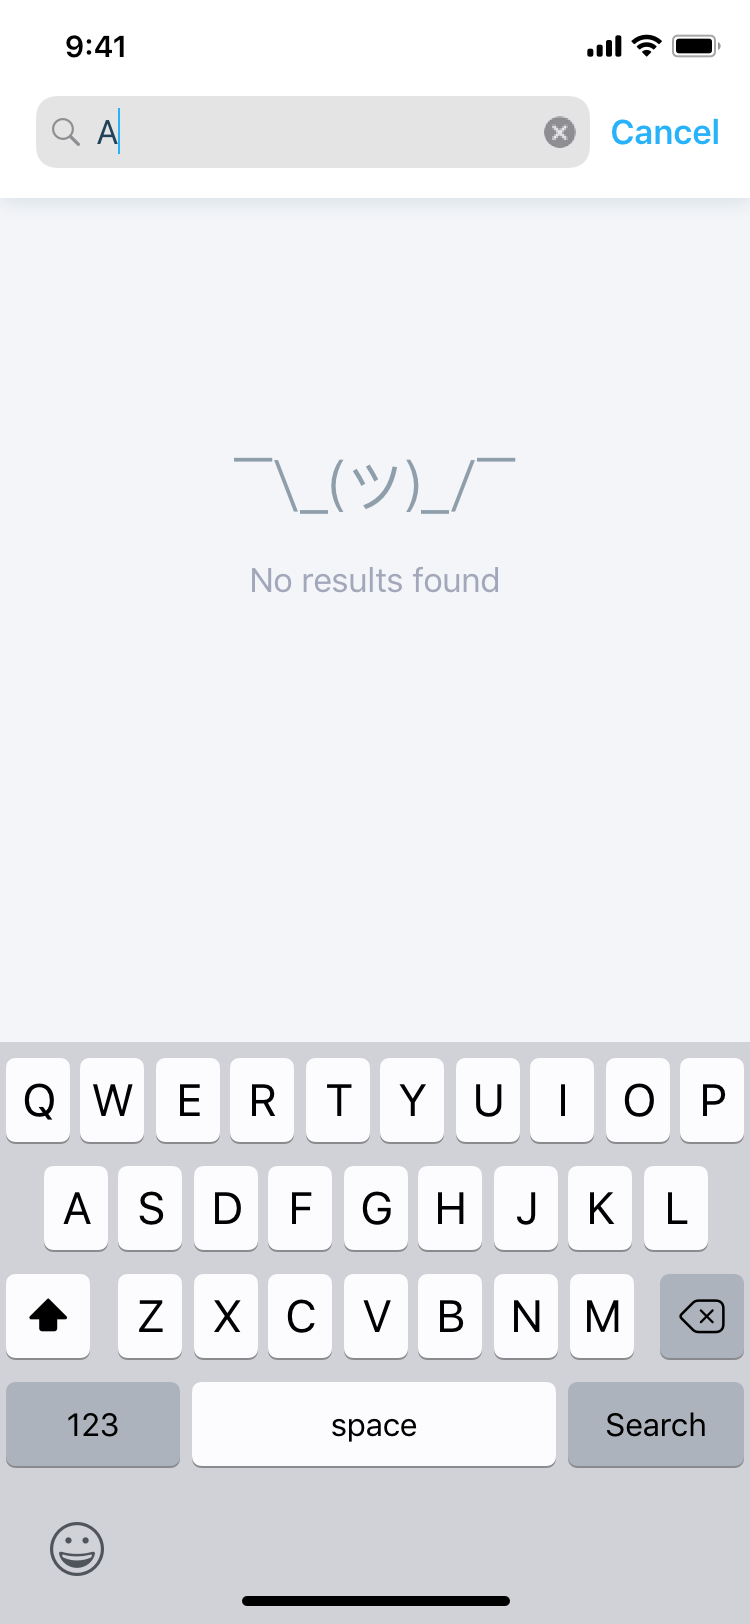 9:41
A
Cancel
¯\_(ツ)_/¯
No results found
Q W E R T Y U I O P
A S D F G H J K L
Z X C V B N M
123 space Search